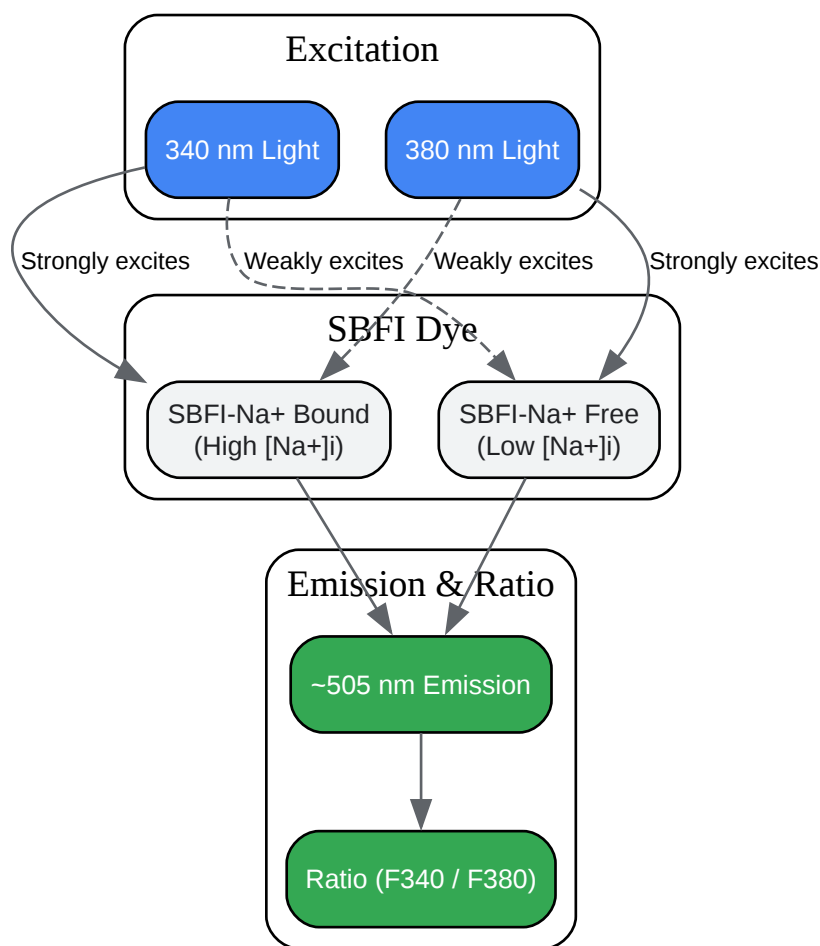 Excitation
340 nm Light
380 nm Light
Strongly excites
Weakly excites
Weakly excites
Strongly excites
SBFI Dye
SBFI-Na+ Bound
(High [Na+]i)
SBFI-Na+ Free
(Low [Na+]i)
Emission & Ratio
~505 nm Emission
Ratio (F340 / F380)